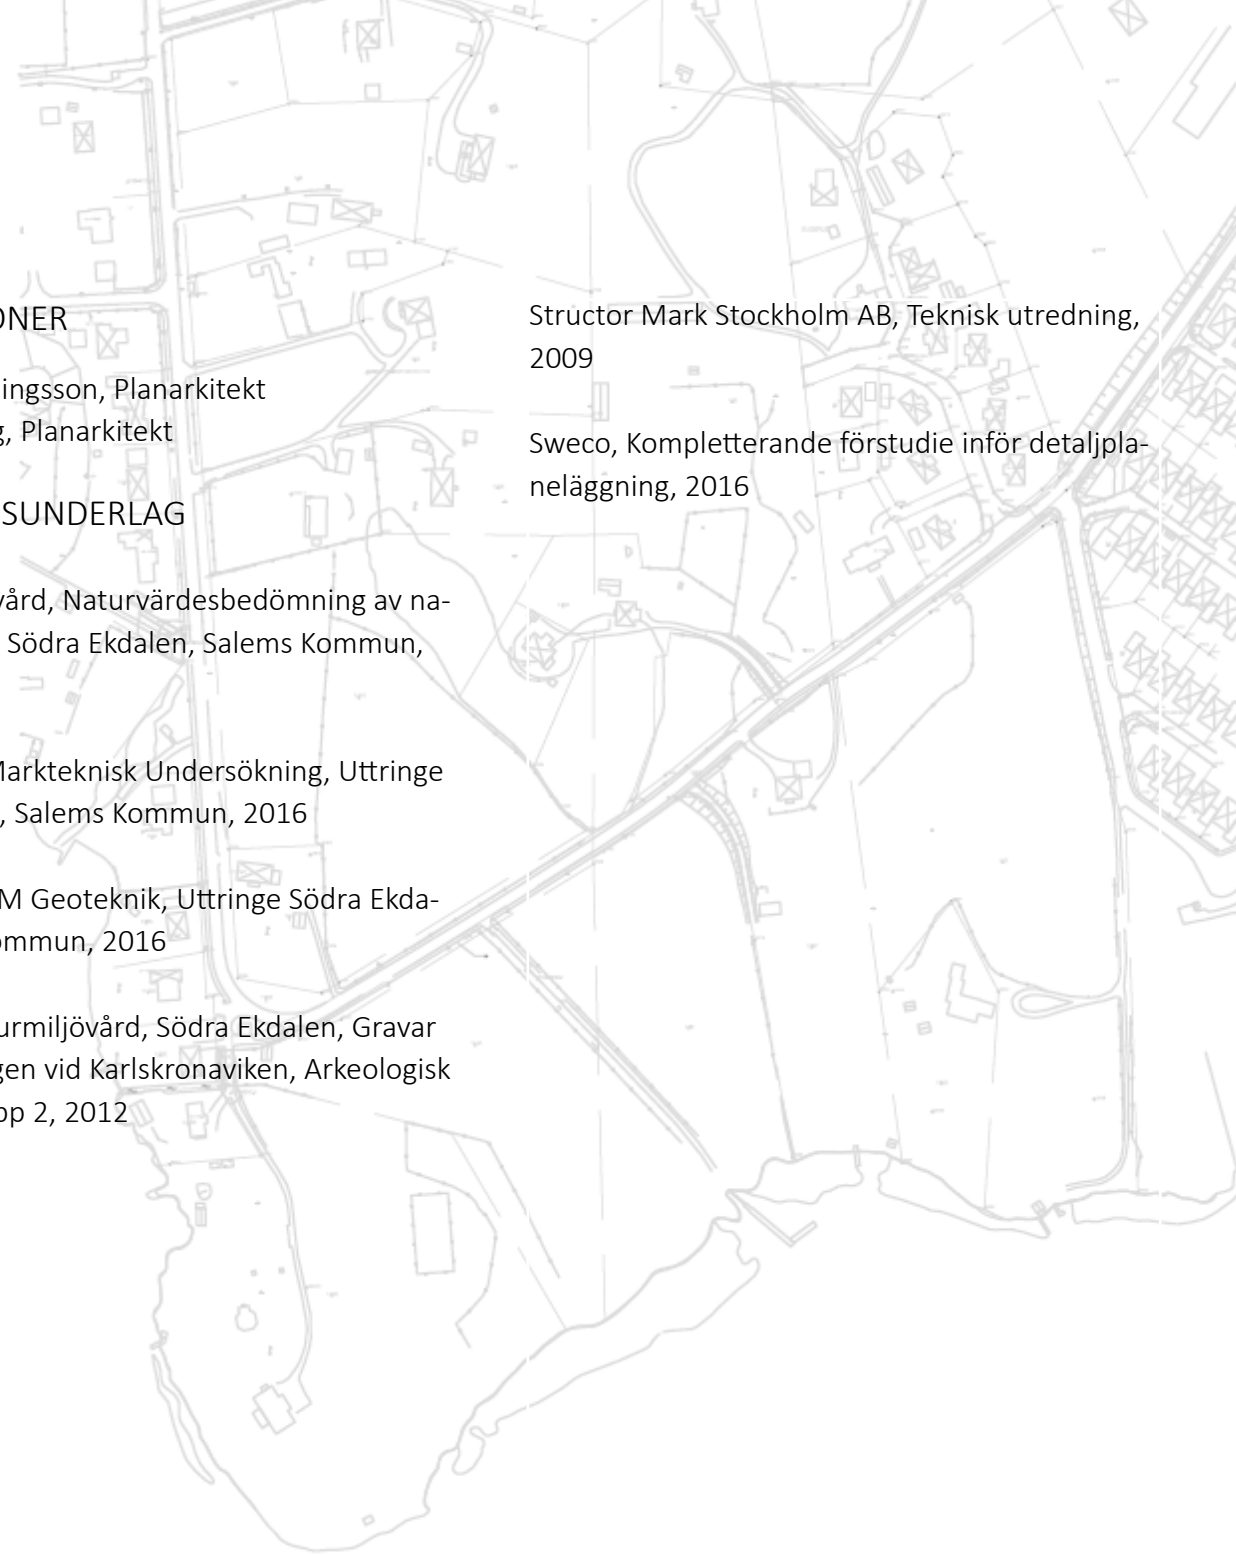 ONER
ingsson, Planarkitekt
g, Planarkitekt
SUNDERLAG
vård, Naturvärdesbedömning av na-
Södra Ekdalen, Salems Kommun,
Markteknisk Undersökning, Uttringe
, Salems Kommun, 2016
M Geoteknik, Uttringe Södra Ekda-
ommun, 2016
urmiljövård, Södra Ekdalen, Gravar
gen vid Karlskronaviken, Arkeologisk
pp 2, 2012
Structor Mark Stockholm AB, Teknisk utredning,
2009
Sweco, Kompletterande förstudie inför detaljpla-
neläggning, 2016